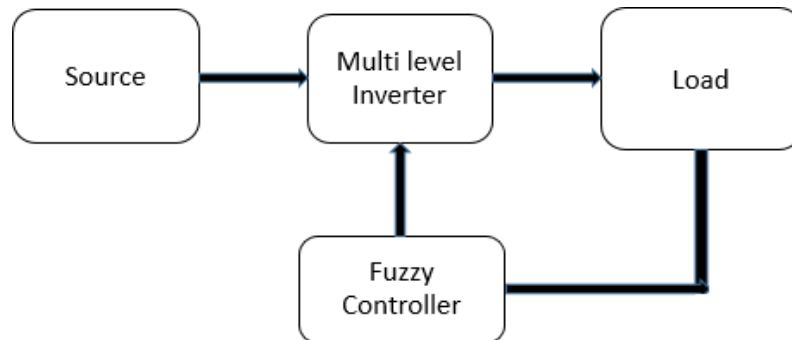 Source
Multi level
Inverter
Load
Fuzzy
Controller